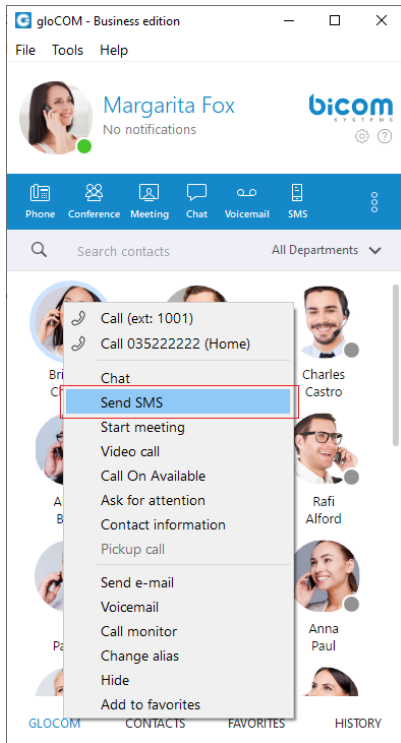 gloCOM - Business edition
File Tools Help
Margarita Fox
No notifications
bicom
SYSTEMS
Phone Conference Meeting Chat Voicemail SMS
Search contacts All Departments
Call (ext: 1001)
Call 035222222 (Home)
Chat
Send SMS
Start meeting
Video call
Call On Available
Ask for attention
Contact information
Pickup call
Send e-mail
Voicemail
Call monitor
Change alias
Hide
Add to favorites
Charles
Castro
Rafi
Alford
Anna
Paul
GLOCOM CONTACTS FAVORITES HISTORY